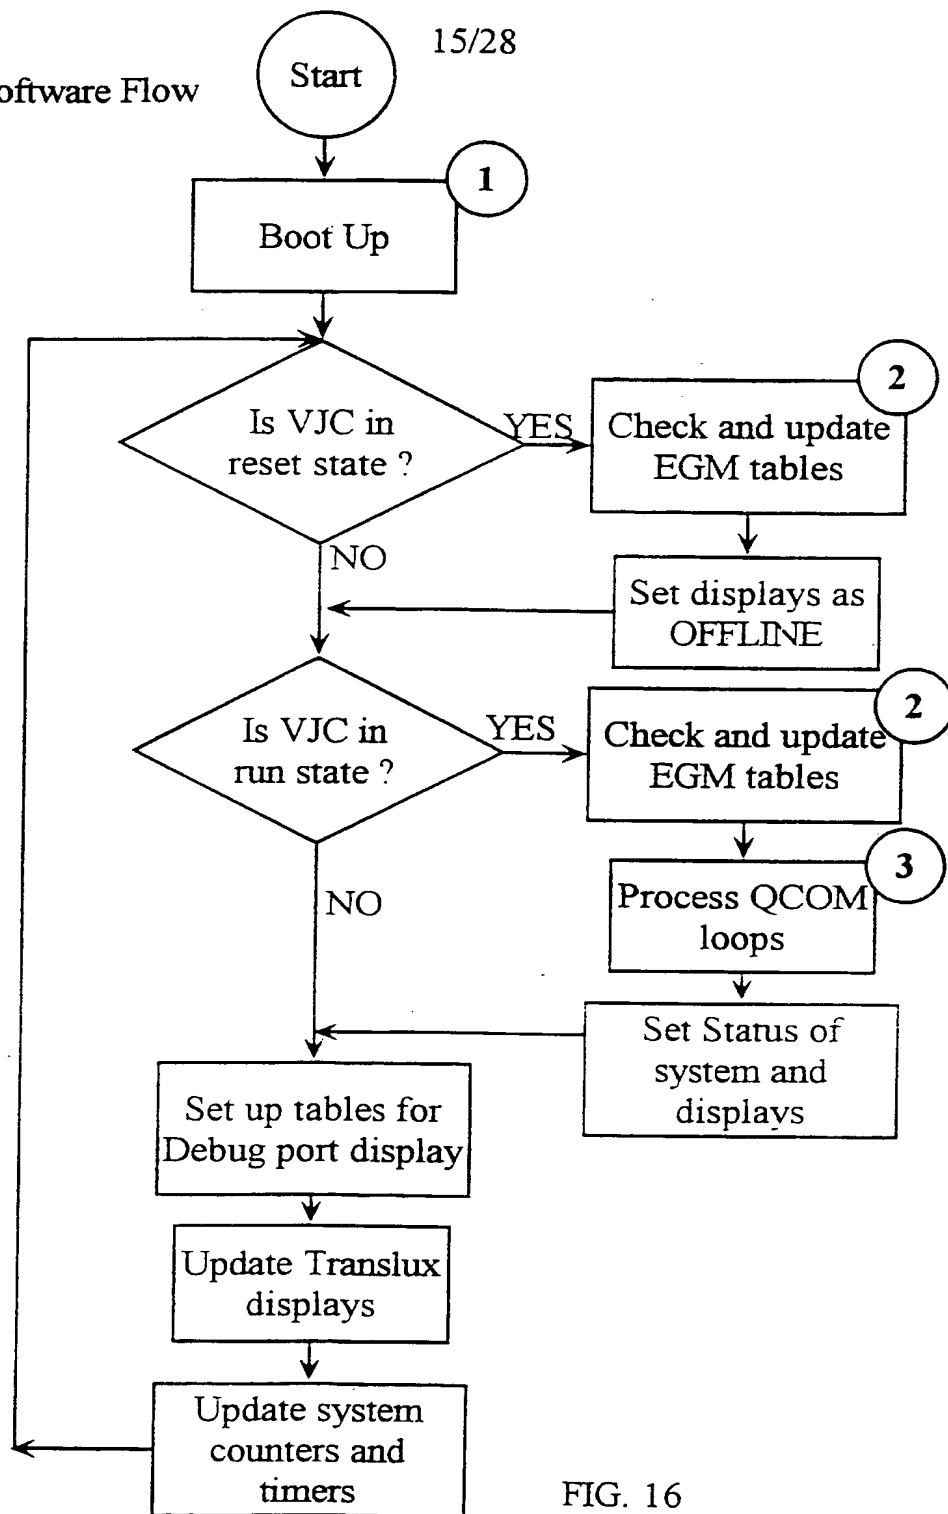 15/28
oftware Flow
Start
1
Boot Up
Is VJC in
reset state ?
YES
2
Check and update
EGM tables
NO
Set displays as
OFFLINE
Is VJC in
run state ?
YES
2
Check and update
EGM tables
NO
3
Process QCOM
loops
Set Status of
system and
displays
Set up tables for
Debug port display
Update Translux
displays
Update system
counters and
timers
FIG. 16